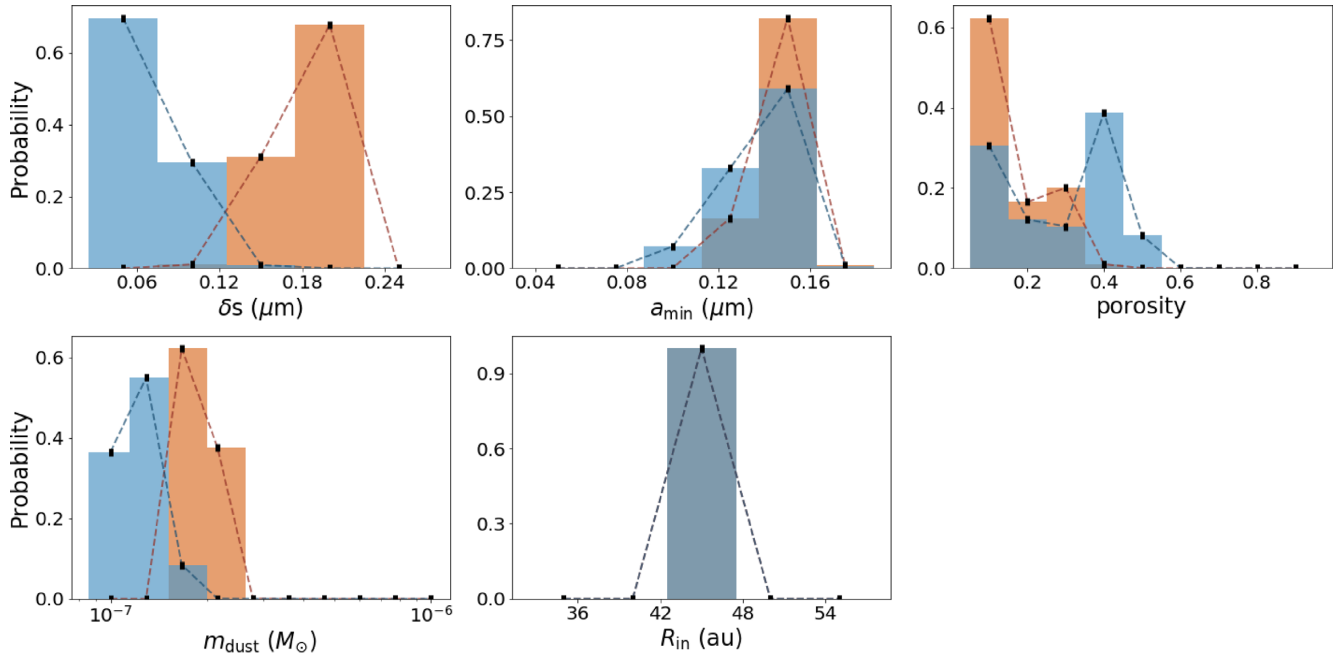 Probability
0.6
0.4
0.2
0.0
0.06 0.12 0.18 0.24
δs (μm)
0.75
0.50
0.25
0.00
0.04 0.08 0.12 0.16
a_min (μm)
0.6
0.4
0.2
0.0
0.2 0.4 0.6 0.8
porosity
Probability
0.6
0.4
0.2
0.0
10⁻⁷ 10⁻⁶
m_dust (M_⊙)
0.9
0.6
0.3
0.0
36 42 48 54
R_in (au)